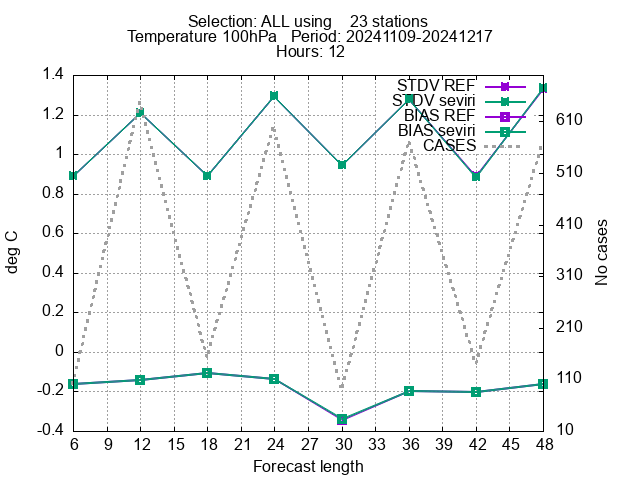 Selection: ALL using    23 stations
Temperature 100hPa   Period: 20241109-20241217
Hours: 12
STDV REF
STDV seviri
BIAS REF
BIAS seviri
CASES
1.4
1.2
1
0.8
0.6
0.4
0.2
0
-0.2
-0.4
deg C
610
510
410
310
210
110
10
No cases
6 9 12 15 18 21 24 27 30 33 36 39 42 45 48
Forecast length